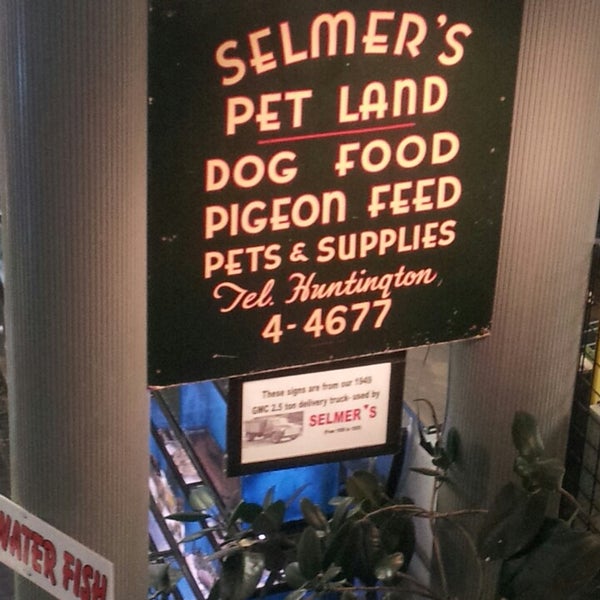 SELMER'S
PET LAND
DOG FOOD
PIGEON FEED
PETS & SUPPLIES
Tel. Huntington
4-4677
These signs are from our 1945
GMC 2.5 ton delivery truck- used by
SELMER'S
WATER FISH